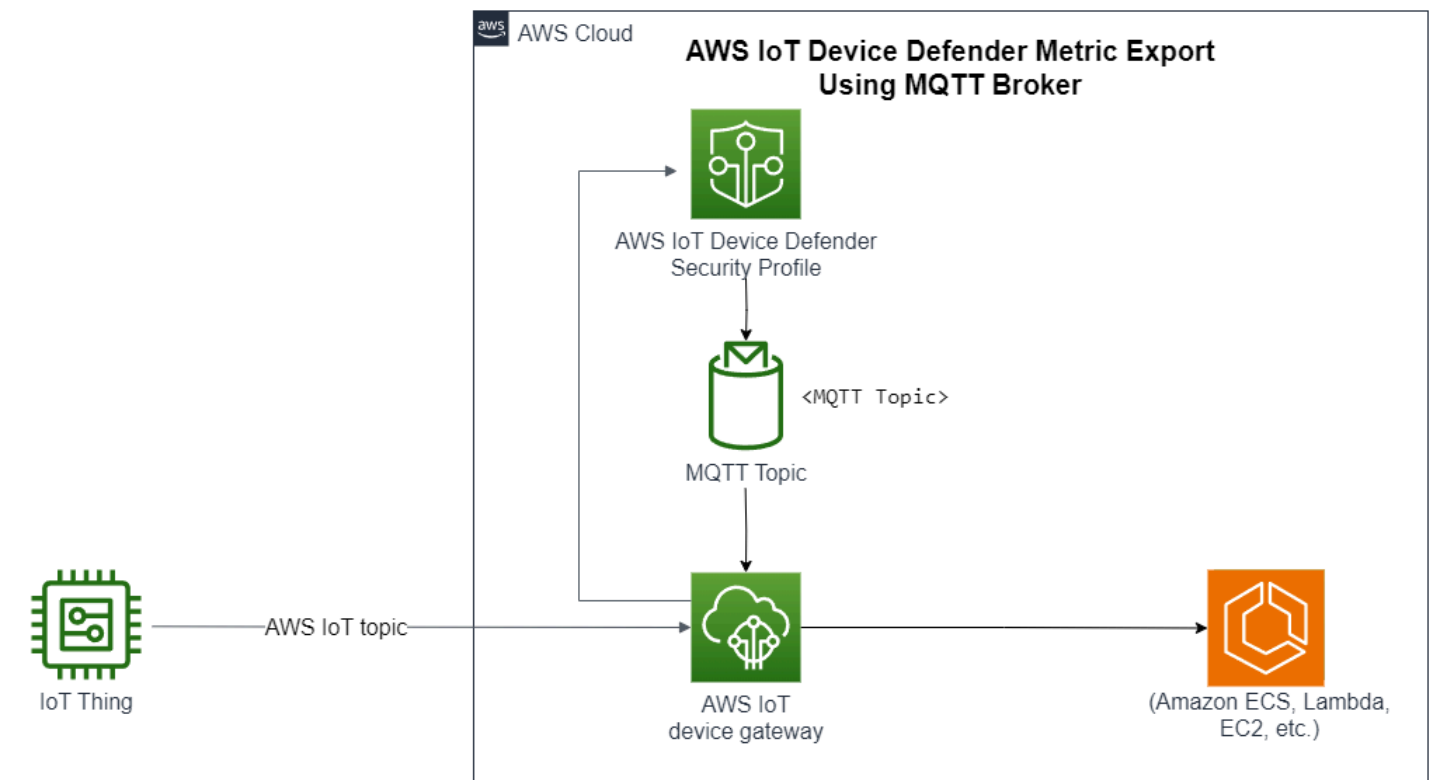 aws
AWS Cloud
AWS IoT Device Defender Metric Export
Using MQTT Broker
AWS IoT Device Defender
Security Profile
<MQTT Topic>
MQTT Topic
AWS IoT topic
IoT Thing
AWS IoT
device gateway
(Amazon ECS, Lambda,
EC2, etc.)